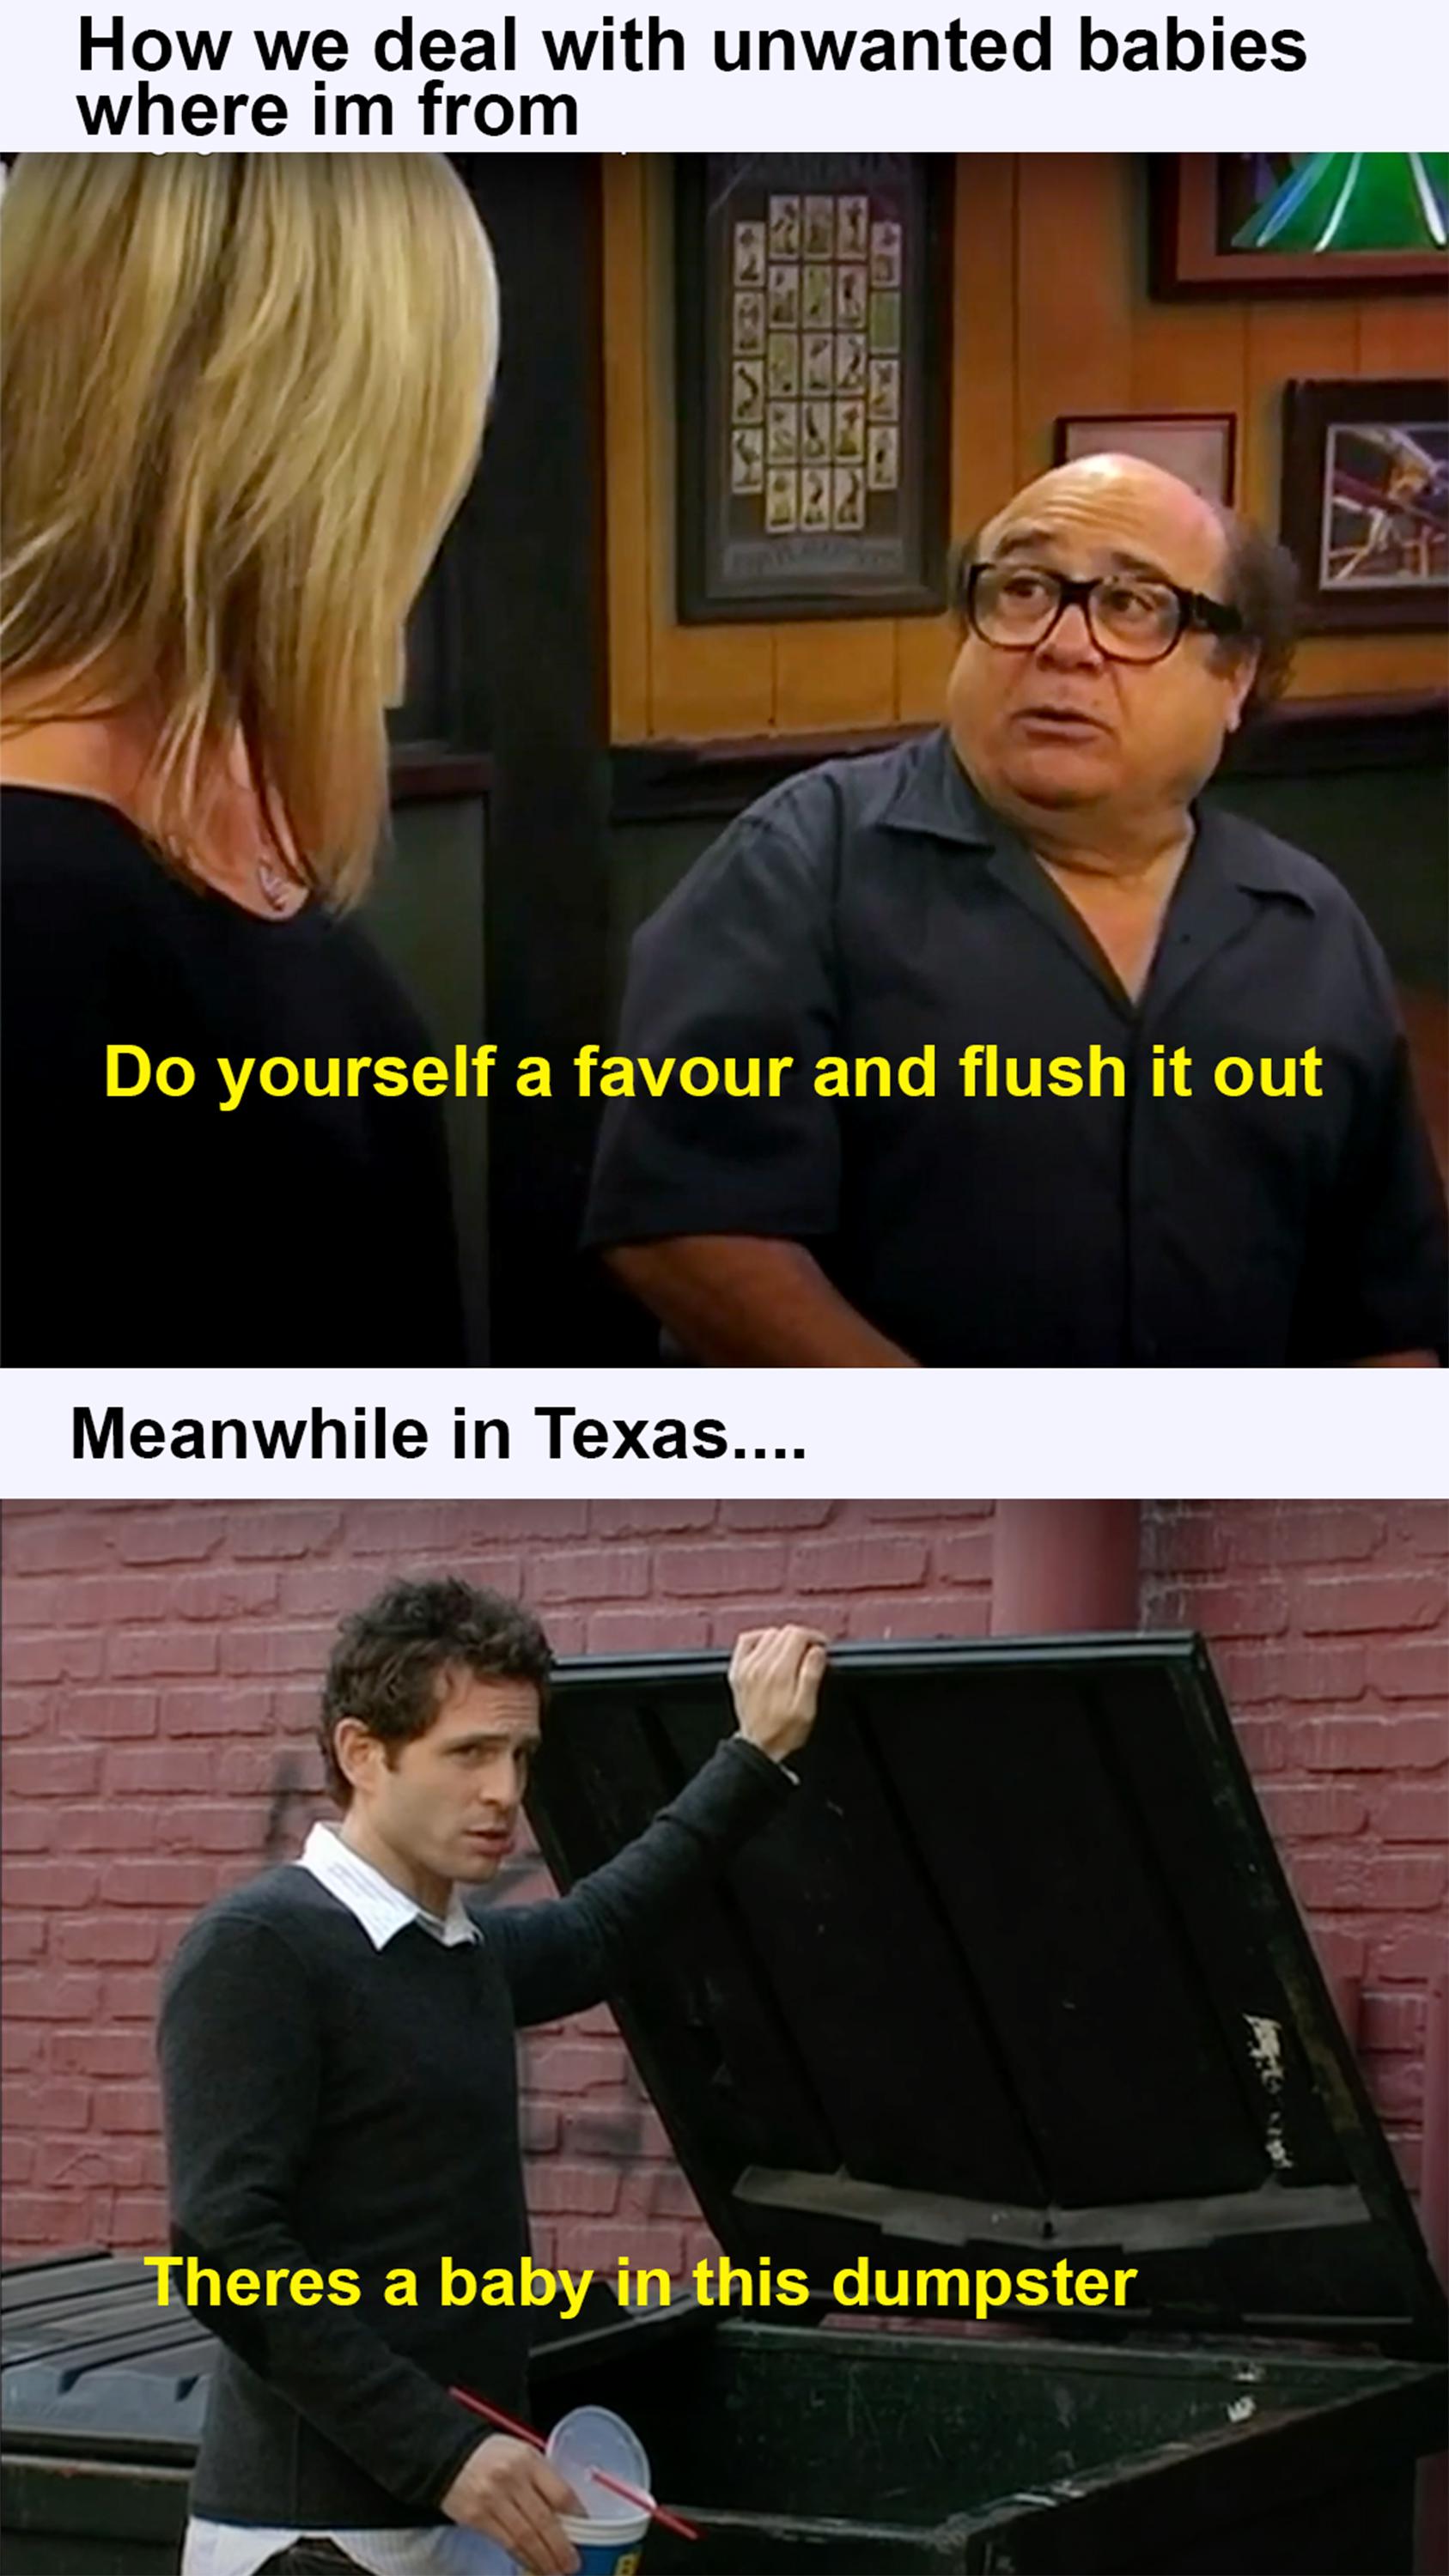 How we deal with unwanted babies
where im from
Do yourself a favour and flush it out
Meanwhile in Texas....
Theres a baby in this dumpster